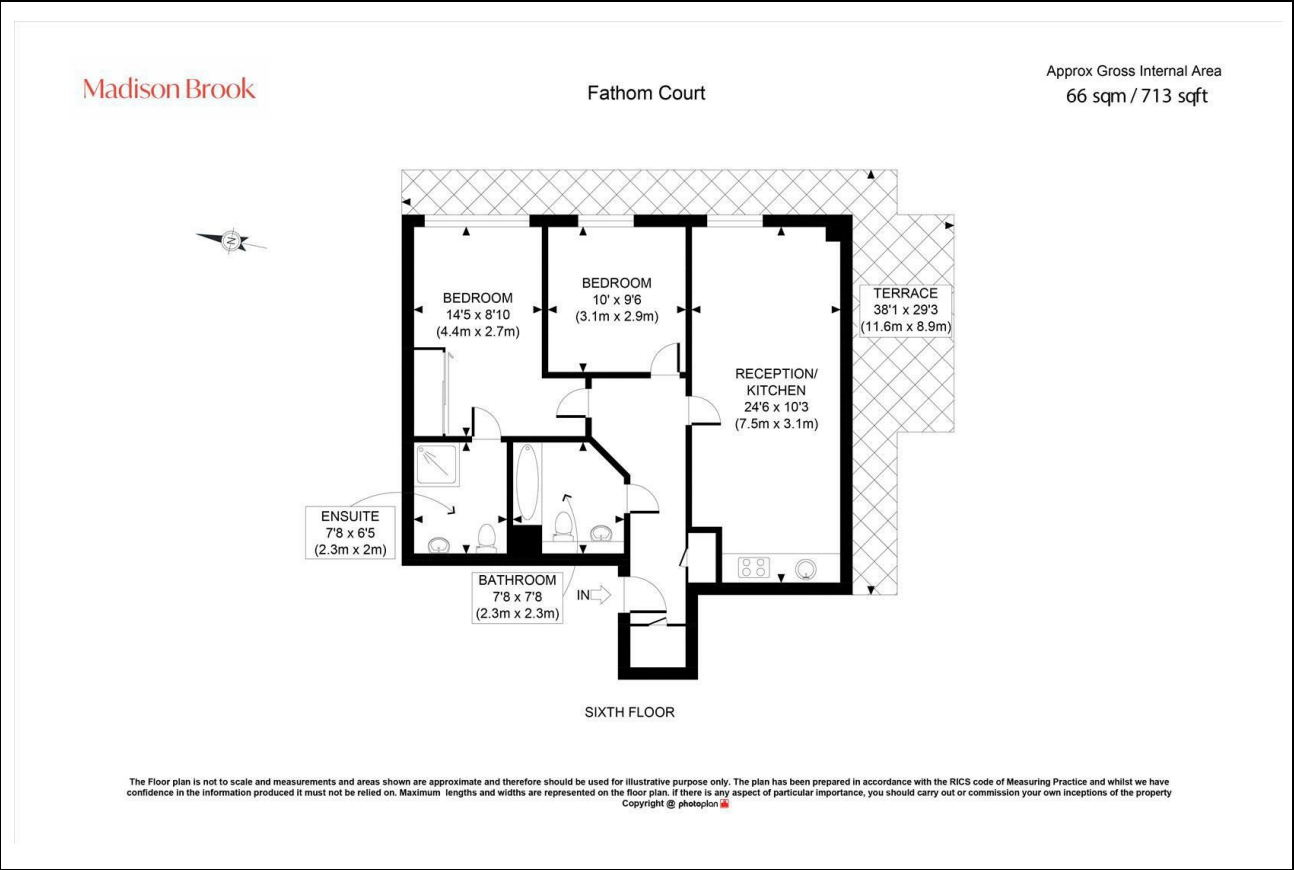 Madison Brook
Fathom Court
Approx Gross Internal Area
66 sqm / 713 sqft
N
BEDROOM
14'5 x 8'10
(4.4m x 2.7m)
BEDROOM
10' x 9'6
(3.1m x 2.9m)
TERRACE
38'1 x 29'3
(11.6m x 8.9m)
RECEPTION/
KITCHEN
24'6 x 10'3
(7.5m x 3.1m)
ENSUITE
7'8 x 6'5
(2.3m x 2m)
BATHROOM
7'8 x 7'8
(2.3m x 2.3m)
IN
SIXTH FLOOR
The Floor plan is not to scale and measurements and areas shown are approximate and therefore should be used for illustrative purpose only. The plan has been prepared in accordance with the RICS code of Measuring Practice and whilst we have
confidence in the information produced it must not be relied on. Maximum lengths and widths are represented on the floor plan. if there is any aspect of particular importance, you should carry out or commission your own inceptions of the property
Copyright @ photoplan